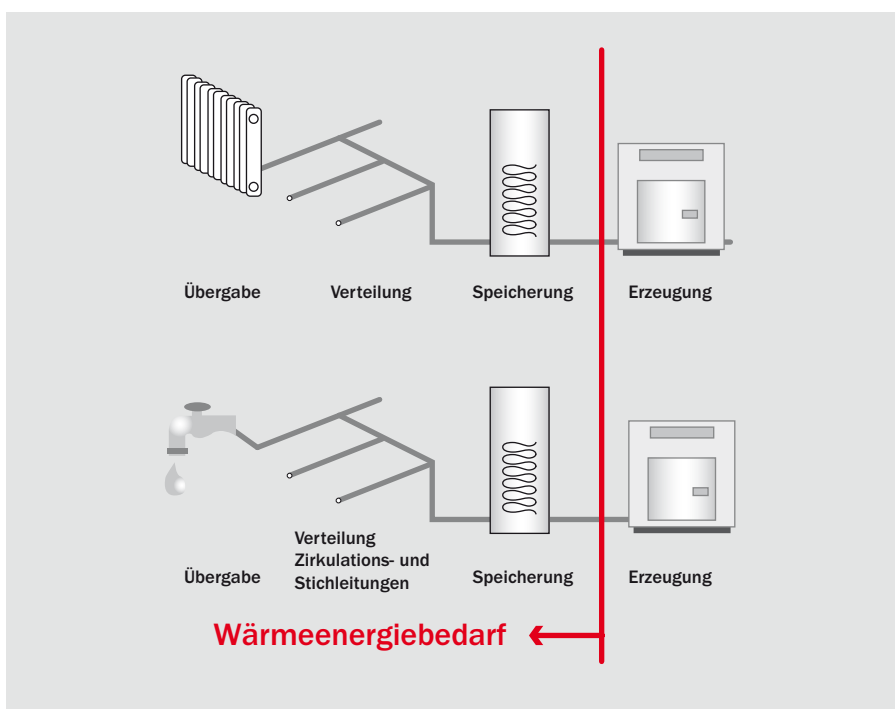 Übergabe Verteilung Speicherung Erzeugung
Verteilung
Zirkulations- und
Stichleitungen
Übergabe Speicherung Erzeugung
Wärmeenergiebedarf